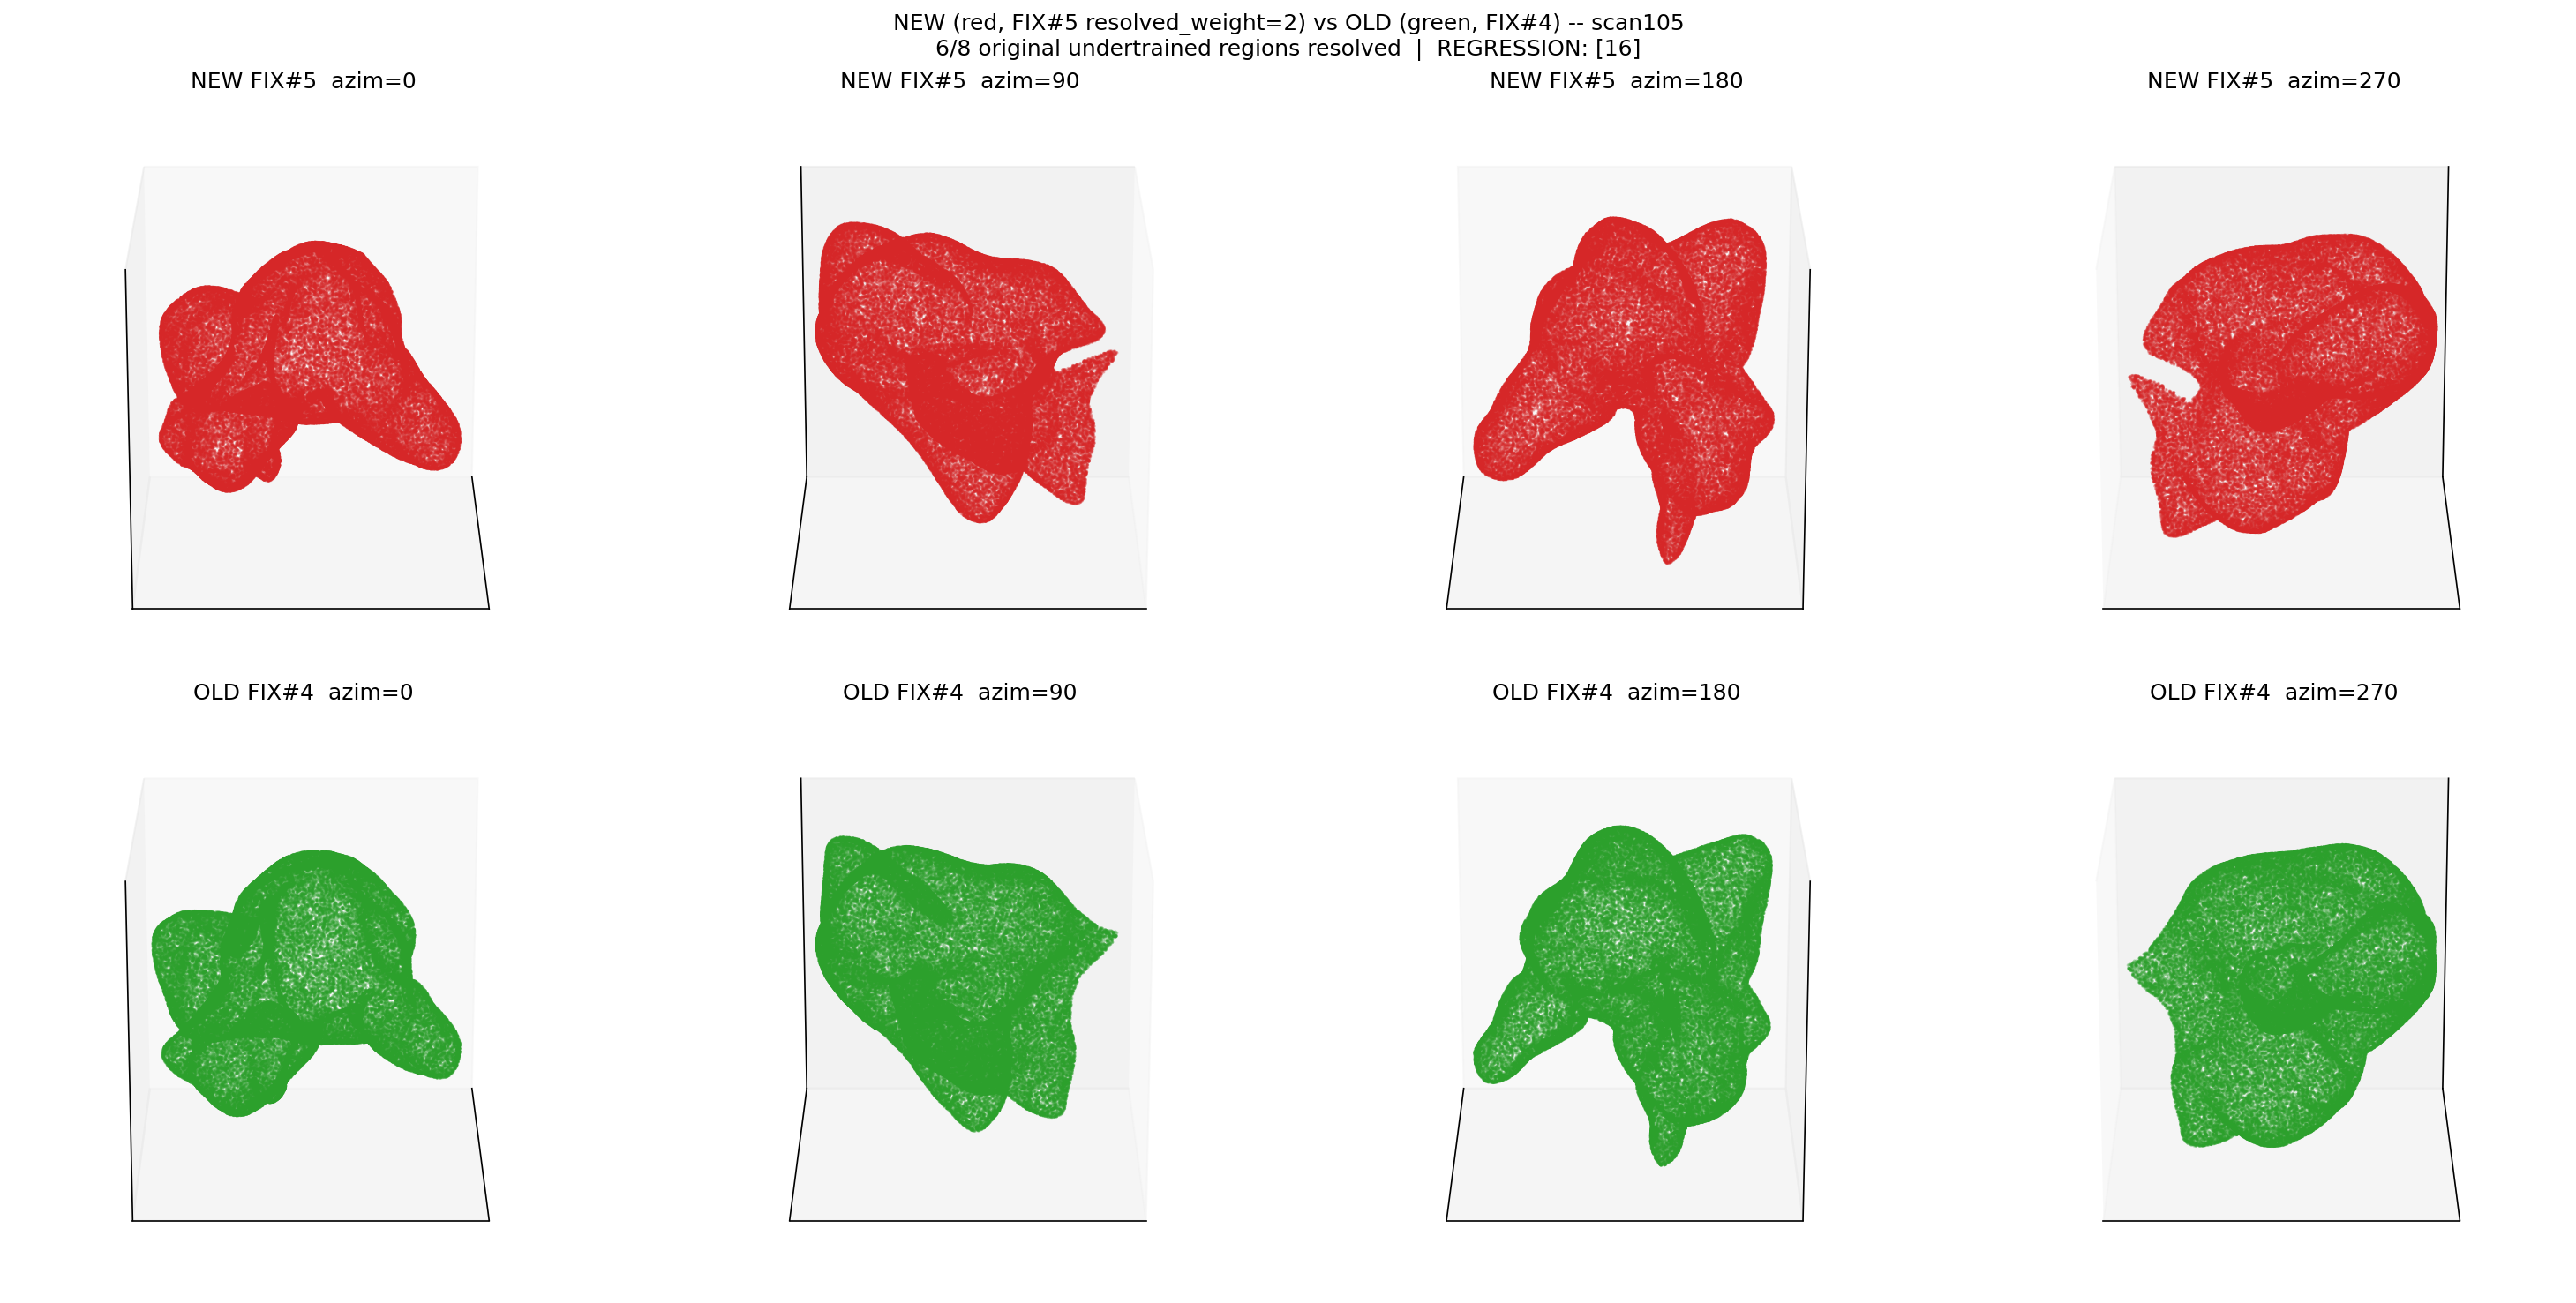 NEW (red, FIX#5 resolved_weight=2) vs OLD (green, FIX#4) -- scan105
6/8 original undertrained regions resolved | REGRESSION: [16]
NEW FIX#5 azim=0
NEW FIX#5 azim=90
NEW FIX#5 azim=180
NEW FIX#5 azim=270
OLD FIX#4 azim=0
OLD FIX#4 azim=90
OLD FIX#4 azim=180
OLD FIX#4 azim=270